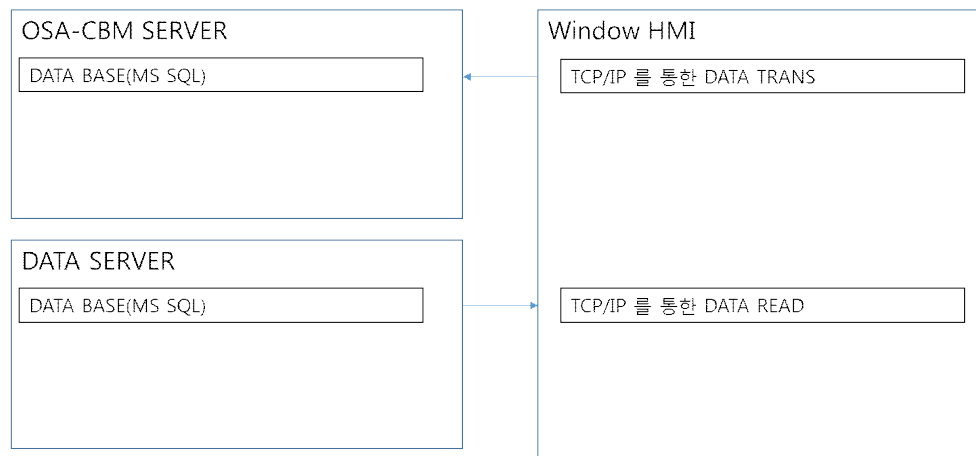 OSA-CBM SERVER
DATA BASE(MS SQL)
Window HMI
TCP/IP 를 통한 DATA TRANS
DATA SERVER
DATA BASE(MS SQL)
TCP/IP 를 통한 DATA READ